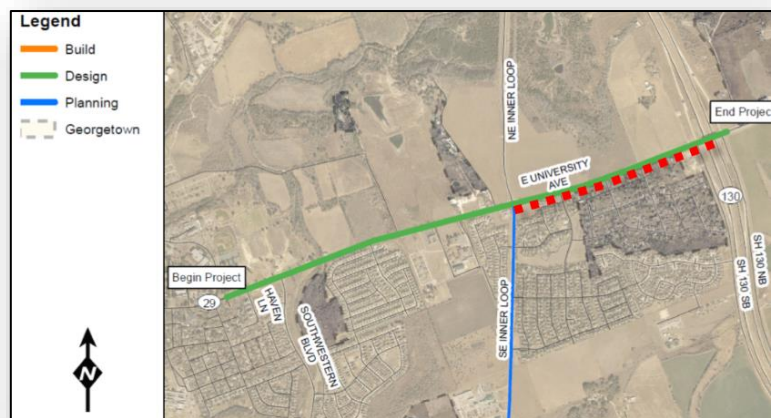 Legend
Build
Design
Planning
Georgetown
N
NE INNER LOOP
End Project
E UNIVERSITY
AVE
130
SH 130 NB
SH 130 SB
Begin Project
29
HAVEN
LN
SOUTHWESTERN
BLVD
SE INNER LOOP